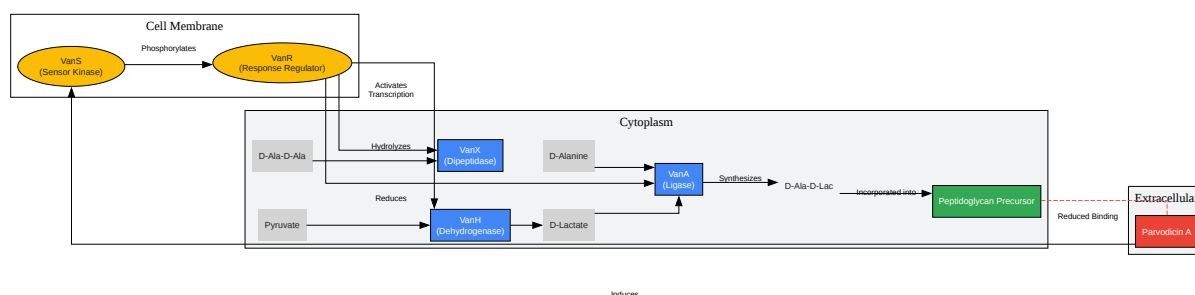 Cell Membrane
VanS
(Sensor Kinase)
Phosphorylates
VanR
(Response Regulator)
Activates
Transcription
Cytoplasm
D-Ala-D-Ala
Hydrolyzes
VanX
(Dipeptidase)
D-Alanine
VanA
(Ligase)
Synthesizes
D-Ala-D-Lac
Incorporated into
Peptidoglycan Precursor
Reduces
Pyruvate
VanH
(Dehydrogenase)
D-Lactate
Reduced Binding
Extracellular
Parvodicin A
Induces